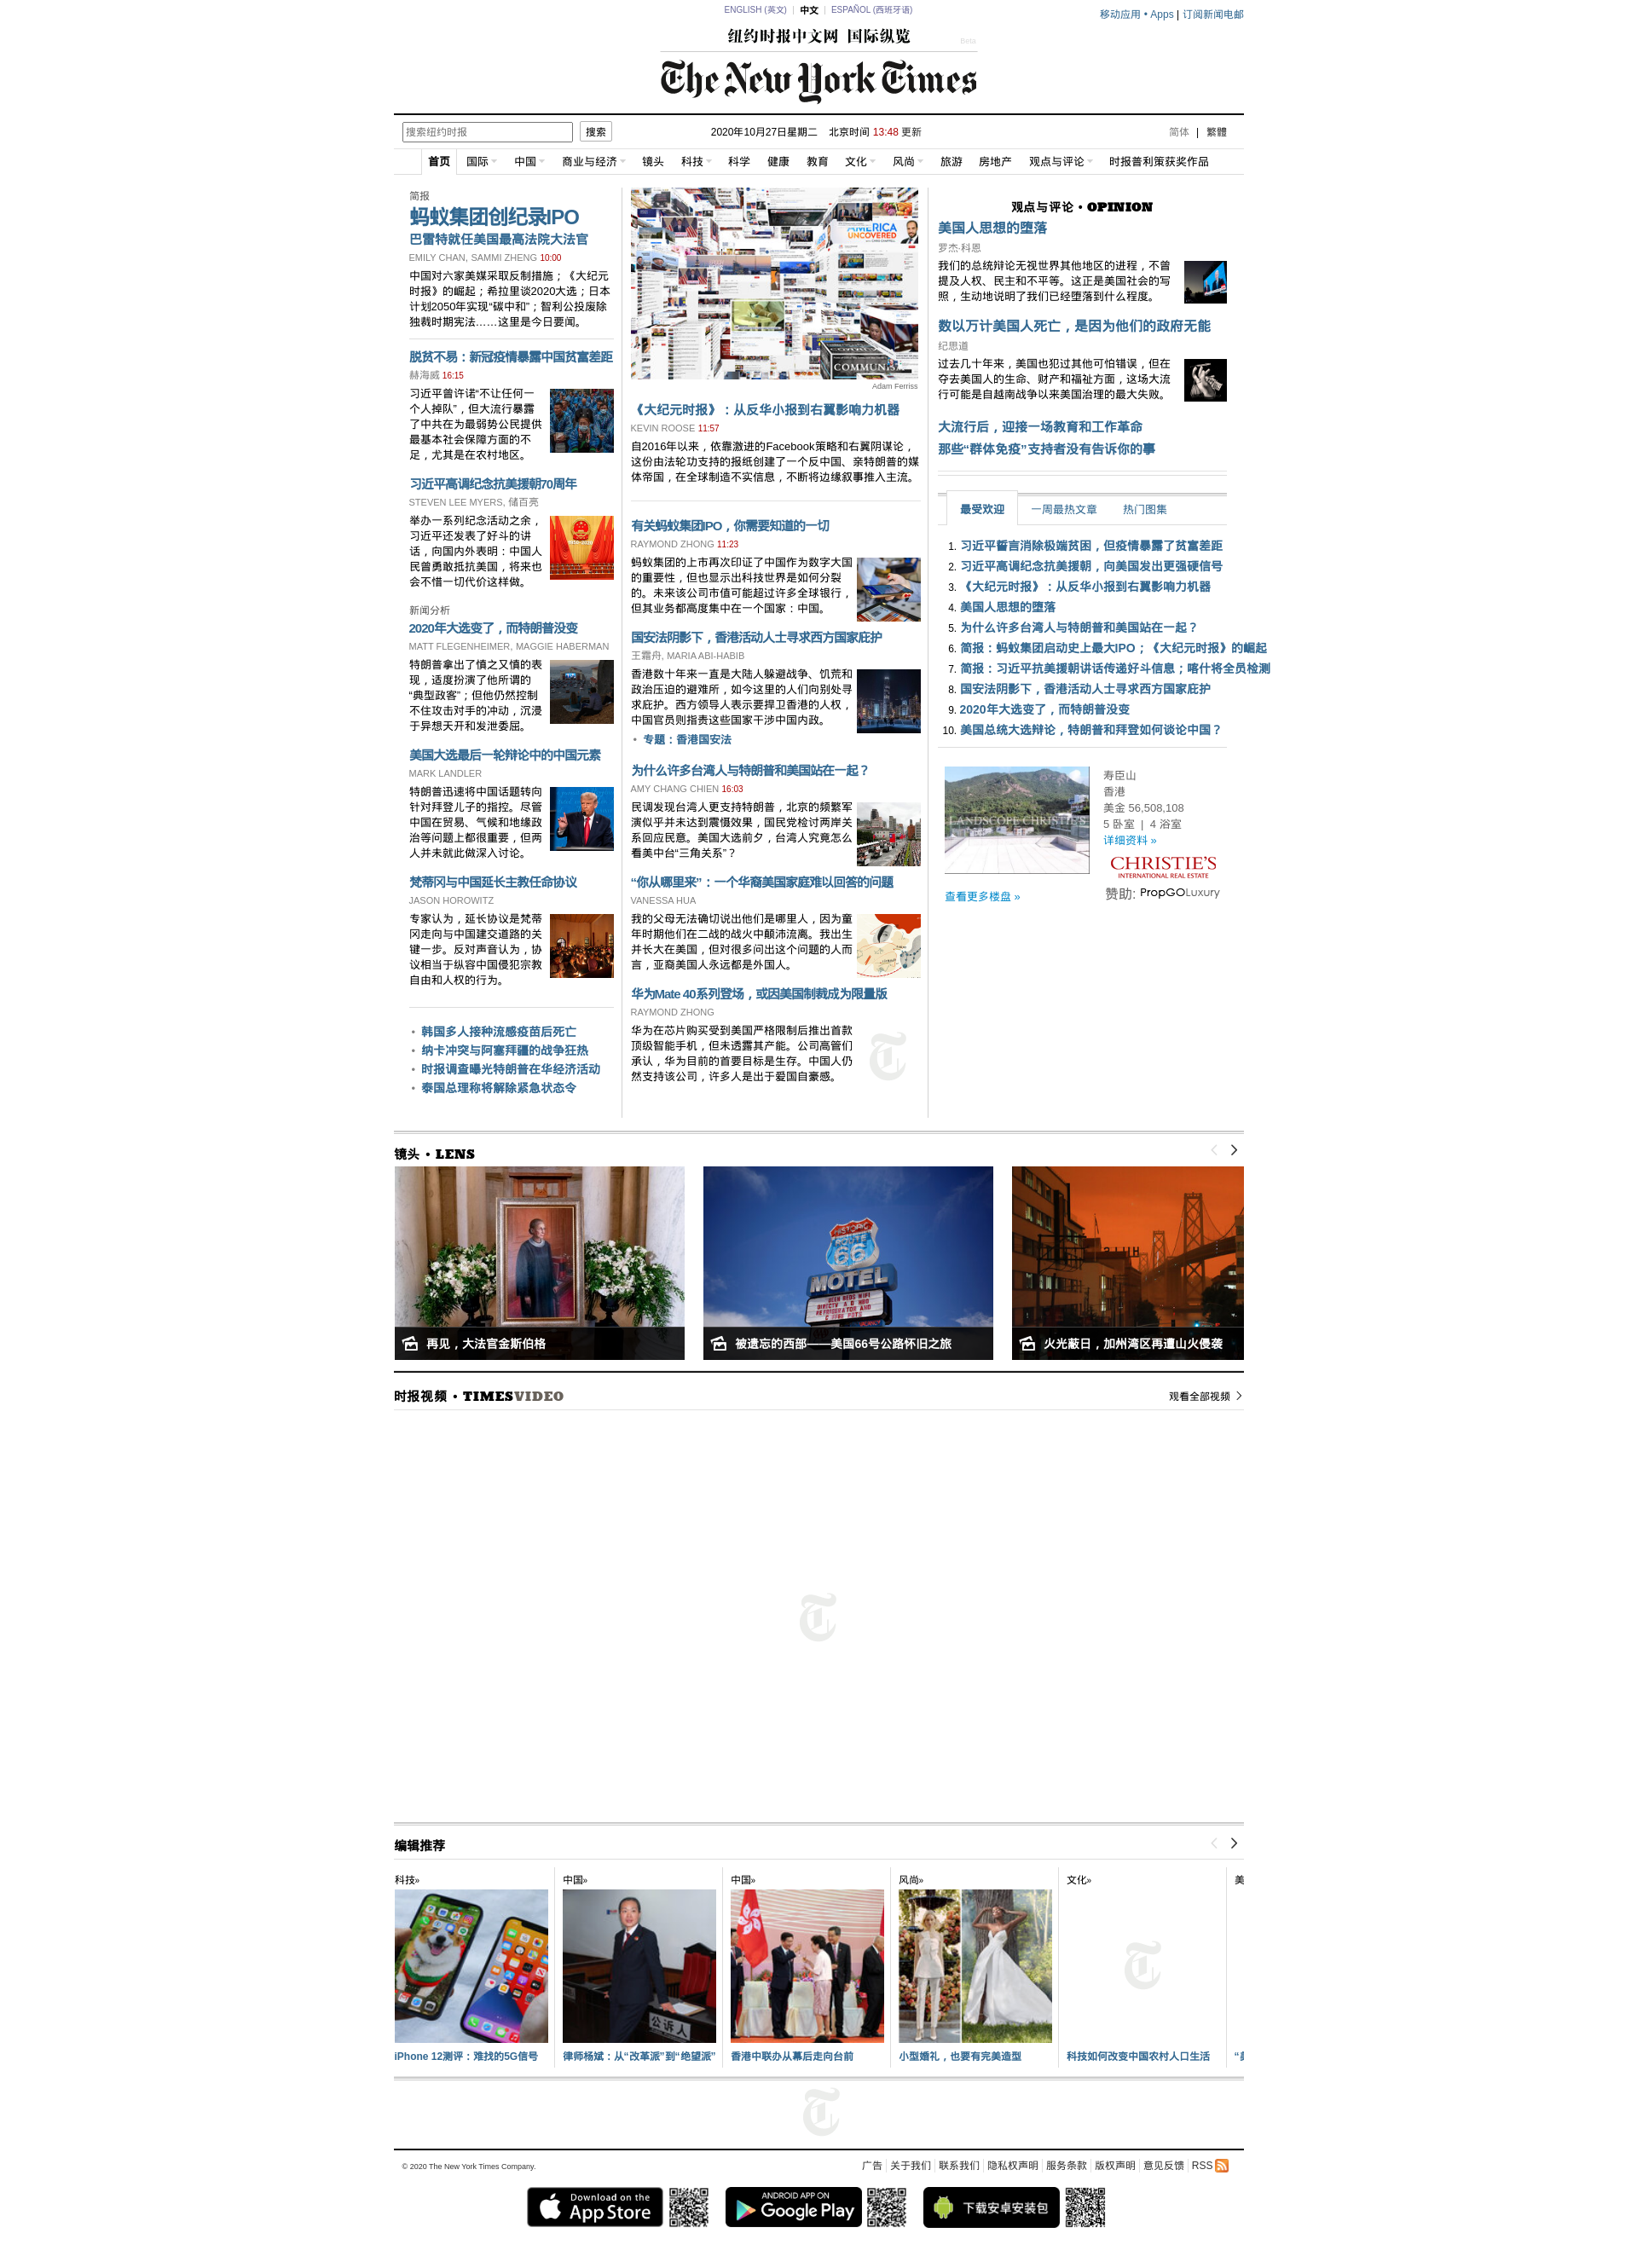 ENGLISH (英文) | 中文 | ESPAÑOL (西班牙语)
移动应用 • Apps | 订阅新闻电邮
纽约时报中文网 国际纵览
Beta
The New York Times
搜索纽约时报 搜索
2020年10月27日星期二 北京时间 13:48 更新
简体 | 繁體
首页 国际 中国 商业与经济 镜头 科技 科学 健康 教育 文化 风尚 旅游 房地产 观点与评论 时报普利策获奖作品
简报
蚂蚁集团创纪录IPO
巴雷特就任美国最高法院大法官
EMILY CHAN, SAMMI ZHENG 10:00
中国对六家美媒采取反制措施；《大纪元
时报》的崛起；希拉里谈2020大选；日本
计划2050年实现“碳中和”；智利公投废除
独裁时期宪法……这里是今日要闻。
脱贫不易：新冠疫情暴露中国贫富差距
赫海威 16:15
习近平曾许诺“不让任何一
个人掉队”，但大流行暴露
了中共在为最弱势公民提供
最基本社会保障方面的不
足，尤其是在农村地区。
习近平高调纪念抗美援朝70周年
STEVEN LEE MYERS, 储百亮
举办一系列纪念活动之余，
习近平还发表了好斗的讲
话，向国内外表明：中国人
民曾勇敢抵抗美国，将来也
会不惜一切代价这样做。
新闻分析
2020年大选变了，而特朗普没变
MATT FLEGENHEIMER, MAGGIE HABERMAN
特朗普拿出了慎之又慎的表
现，适度扮演了他所谓的
“典型政客”；但他仍然控制
不住攻击对手的冲动，沉浸
于异想天开和发泄委屈。
美国大选最后一轮辩论中的中国元素
MARK LANDLER
特朗普迅速将中国话题转向
针对拜登儿子的指控。尽管
中国在贸易、气候和地缘政
治等问题上都很重要，但两
人并未就此做深入讨论。
梵蒂冈与中国延长主教任命协议
JASON HOROWITZ
专家认为，延长协议是梵蒂
冈走向与中国建交道路的关
键一步。反对声音认为，协
议相当于纵容中国侵犯宗教
自由和人权的行为。
• 韩国多人接种流感疫苗后死亡
• 纳卡冲突与阿塞拜疆的战争狂热
• 时报调查曝光特朗普在华经济活动
• 泰国总理称将解除紧急状态令
AMERICA
UNCOVERED
COMMUNISM
Adam Ferriss
《大纪元时报》：从反华小报到右翼影响力机器
KEVIN ROOSE 11:57
自2016年以来，依靠激进的Facebook策略和右翼阴谋论，
这份由法轮功支持的报纸创建了一个反中国、亲特朗普的媒
体帝国，在全球制造不实信息，不断将边缘叙事推入主流。
有关蚂蚁集团IPO，你需要知道的一切
RAYMOND ZHONG 11:23
蚂蚁集团的上市再次印证了中国作为数字大国
的重要性，但也显示出科技世界是如何分裂
的。未来该公司市值可能超过许多全球银行，
但其业务都高度集中在一个国家：中国。
国安法阴影下，香港活动人士寻求西方国家庇护
王霜舟, MARIA ABI-HABIB
香港数十年来一直是大陆人躲避战争、饥荒和
政治压迫的避难所，如今这里的人们向别处寻
求庇护。西方领导人表示要捍卫香港的人权，
中国官员则指责这些国家干涉中国内政。
• 专题：香港国安法
为什么许多台湾人与特朗普和美国站在一起？
AMY CHANG CHIEN 16:03
民调发现台湾人更支持特朗普，北京的频繁军
演似乎并未达到震慑效果，国民党检讨两岸关
系回应民意。美国大选前夕，台湾人究竟怎么
看美中台“三角关系”？
“你从哪里来”：一个华裔美国家庭难以回答的问题
VANESSA HUA
我的父母无法确切说出他们是哪里人，因为童
年时期他们在二战的战火中颠沛流离。我出生
并长大在美国，但对很多问出这个问题的人而
言，亚裔美国人永远都是外国人。
华为Mate 40系列登场，或因美国制裁成为限量版
RAYMOND ZHONG
华为在芯片购买受到美国严格限制后推出首款
顶级智能手机，但未透露其产能。公司高管们
承认，华为目前的首要目标是生存。中国人仍
然支持该公司，许多人是出于爱国自豪感。
观点与评论 • OPINION
美国人思想的堕落
罗杰·科恩
我们的总统辩论无视世界其他地区的进程，不曾
提及人权、民主和不平等。这正是美国社会的写
照，生动地说明了我们已经堕落到什么程度。
数以万计美国人死亡，是因为他们的政府无能
纪思道
过去几十年来，美国也犯过其他可怕错误，但在
夺去美国人的生命、财产和福祉方面，这场大流
行可能是自越南战争以来美国治理的最大失败。
大流行后，迎接一场教育和工作革命
那些“群体免疫”支持者没有告诉你的事
最受欢迎 一周最热文章 热门图集
1. 习近平誓言消除极端贫困，但疫情暴露了贫富差距
2. 习近平高调纪念抗美援朝，向美国发出更强硬信号
3. 《大纪元时报》：从反华小报到右翼影响力机器
4. 美国人思想的堕落
5. 为什么许多台湾人与特朗普和美国站在一起？
6. 简报：蚂蚁集团启动史上最大IPO；《大纪元时报》的崛起
7. 简报：习近平抗美援朝讲话传递好斗信息；喀什将全员检测
8. 国安法阴影下，香港活动人士寻求西方国家庇护
9. 2020年大选变了，而特朗普没变
10. 美国总统大选辩论，特朗普和拜登如何谈论中国？
LANDSCOPE CHRISTIE'S
寿臣山
香港
美金 56,508,108
5 卧室 | 4 浴室
详细资料 »
CHRISTIE'S
INTERNATIONAL REAL ESTATE
查看更多楼盘 »
赞助: PropGOLuxury
镜头 • LENS
HISTORIC
ROUTE
66
MOTEL
再见，大法官金斯伯格
被遗忘的西部——美国66号公路怀旧之旅
火光蔽日，加州湾区再遭山火侵袭
时报视频 • TIMESVIDEO
观看全部视频
编辑推荐
科技» 中国» 中国» 风尚» 文化» 美
公诉人
iPhone 12测评：难找的5G信号
律师杨斌：从“改革派”到“绝望派”
香港中联办从幕后走向台前
小型婚礼，也要有完美造型
科技如何改变中国农村人口生活
© 2020 The New York Times Company.
广告 关于我们 联系我们 隐私权声明 服务条款 版权声明 意见反馈 RSS
Download on the
App Store
ANDROID APP ON
Google Play
下载安卓安装包